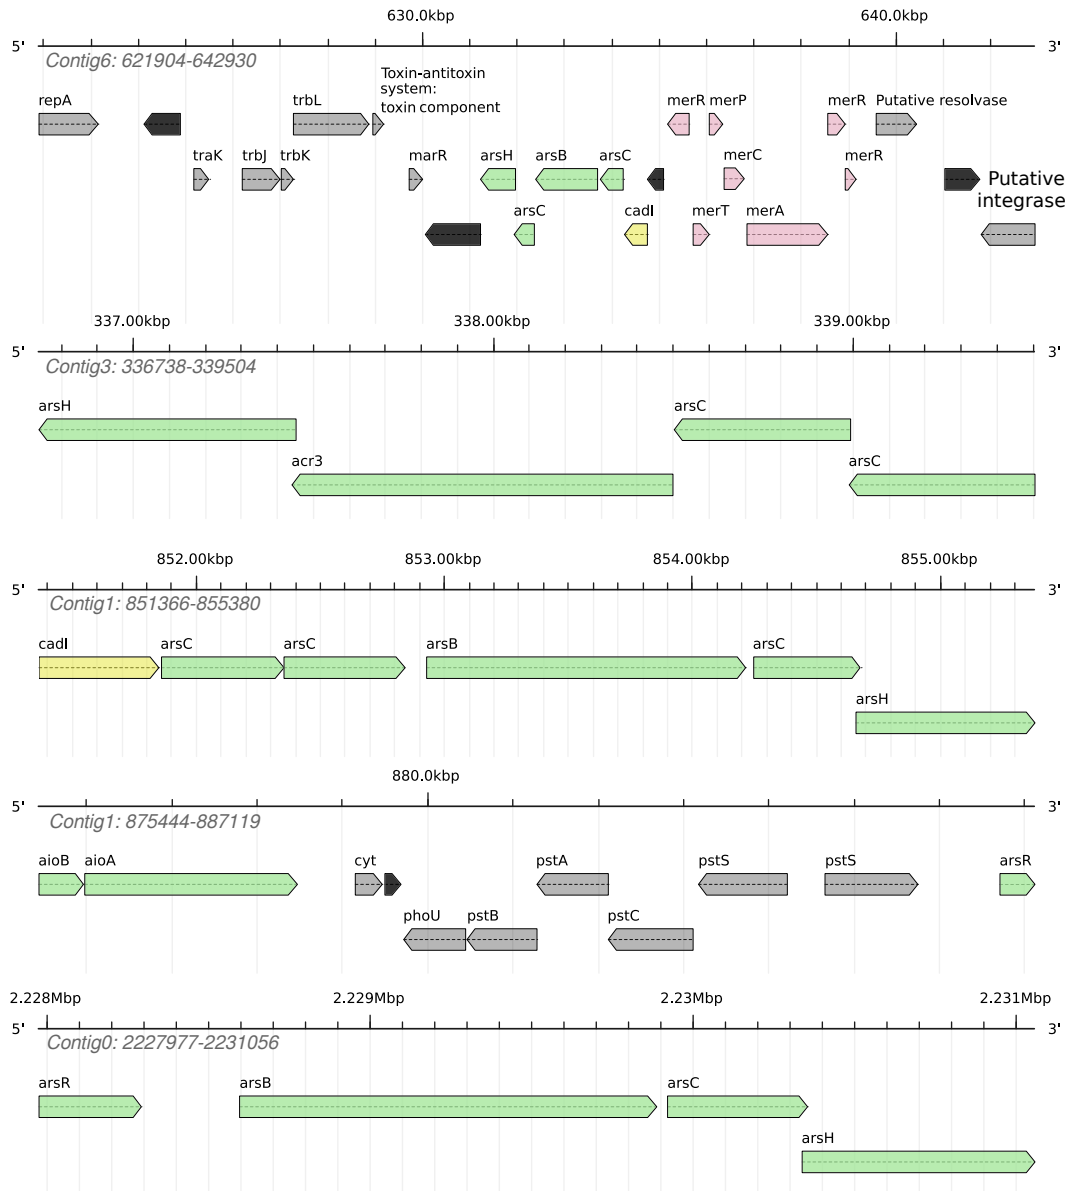 630.0kbp 640.0kbp
5' 3'
Contig6: 621904-642930
Toxin-antitoxin
system:
toxin component
repA trbL merR merP merR Putative resolvase
traK trbJ trbK marR arsH arsB arsC merC merR
Putative
integrase
arsC cadI merT merA
337.00kbp 338.00kbp 339.00kbp
5' 3'
Contig3: 336738-339504
arsH arsC
acr3 arsC
852.00kbp 853.00kbp 854.00kbp 855.00kbp
5' 3'
Contig1: 851366-855380
cadI arsC arsC arsB arsC
arsH
880.0kbp
5' 3'
Contig1: 875444-887119
aioB aioA cyt pstA pstS pstS arsR
phoU pstB pstC
2.228Mbp 2.229Mbp 2.23Mbp 2.231Mbp
5' 3'
Contig0: 2227977-2231056
arsR arsB arsC
arsH